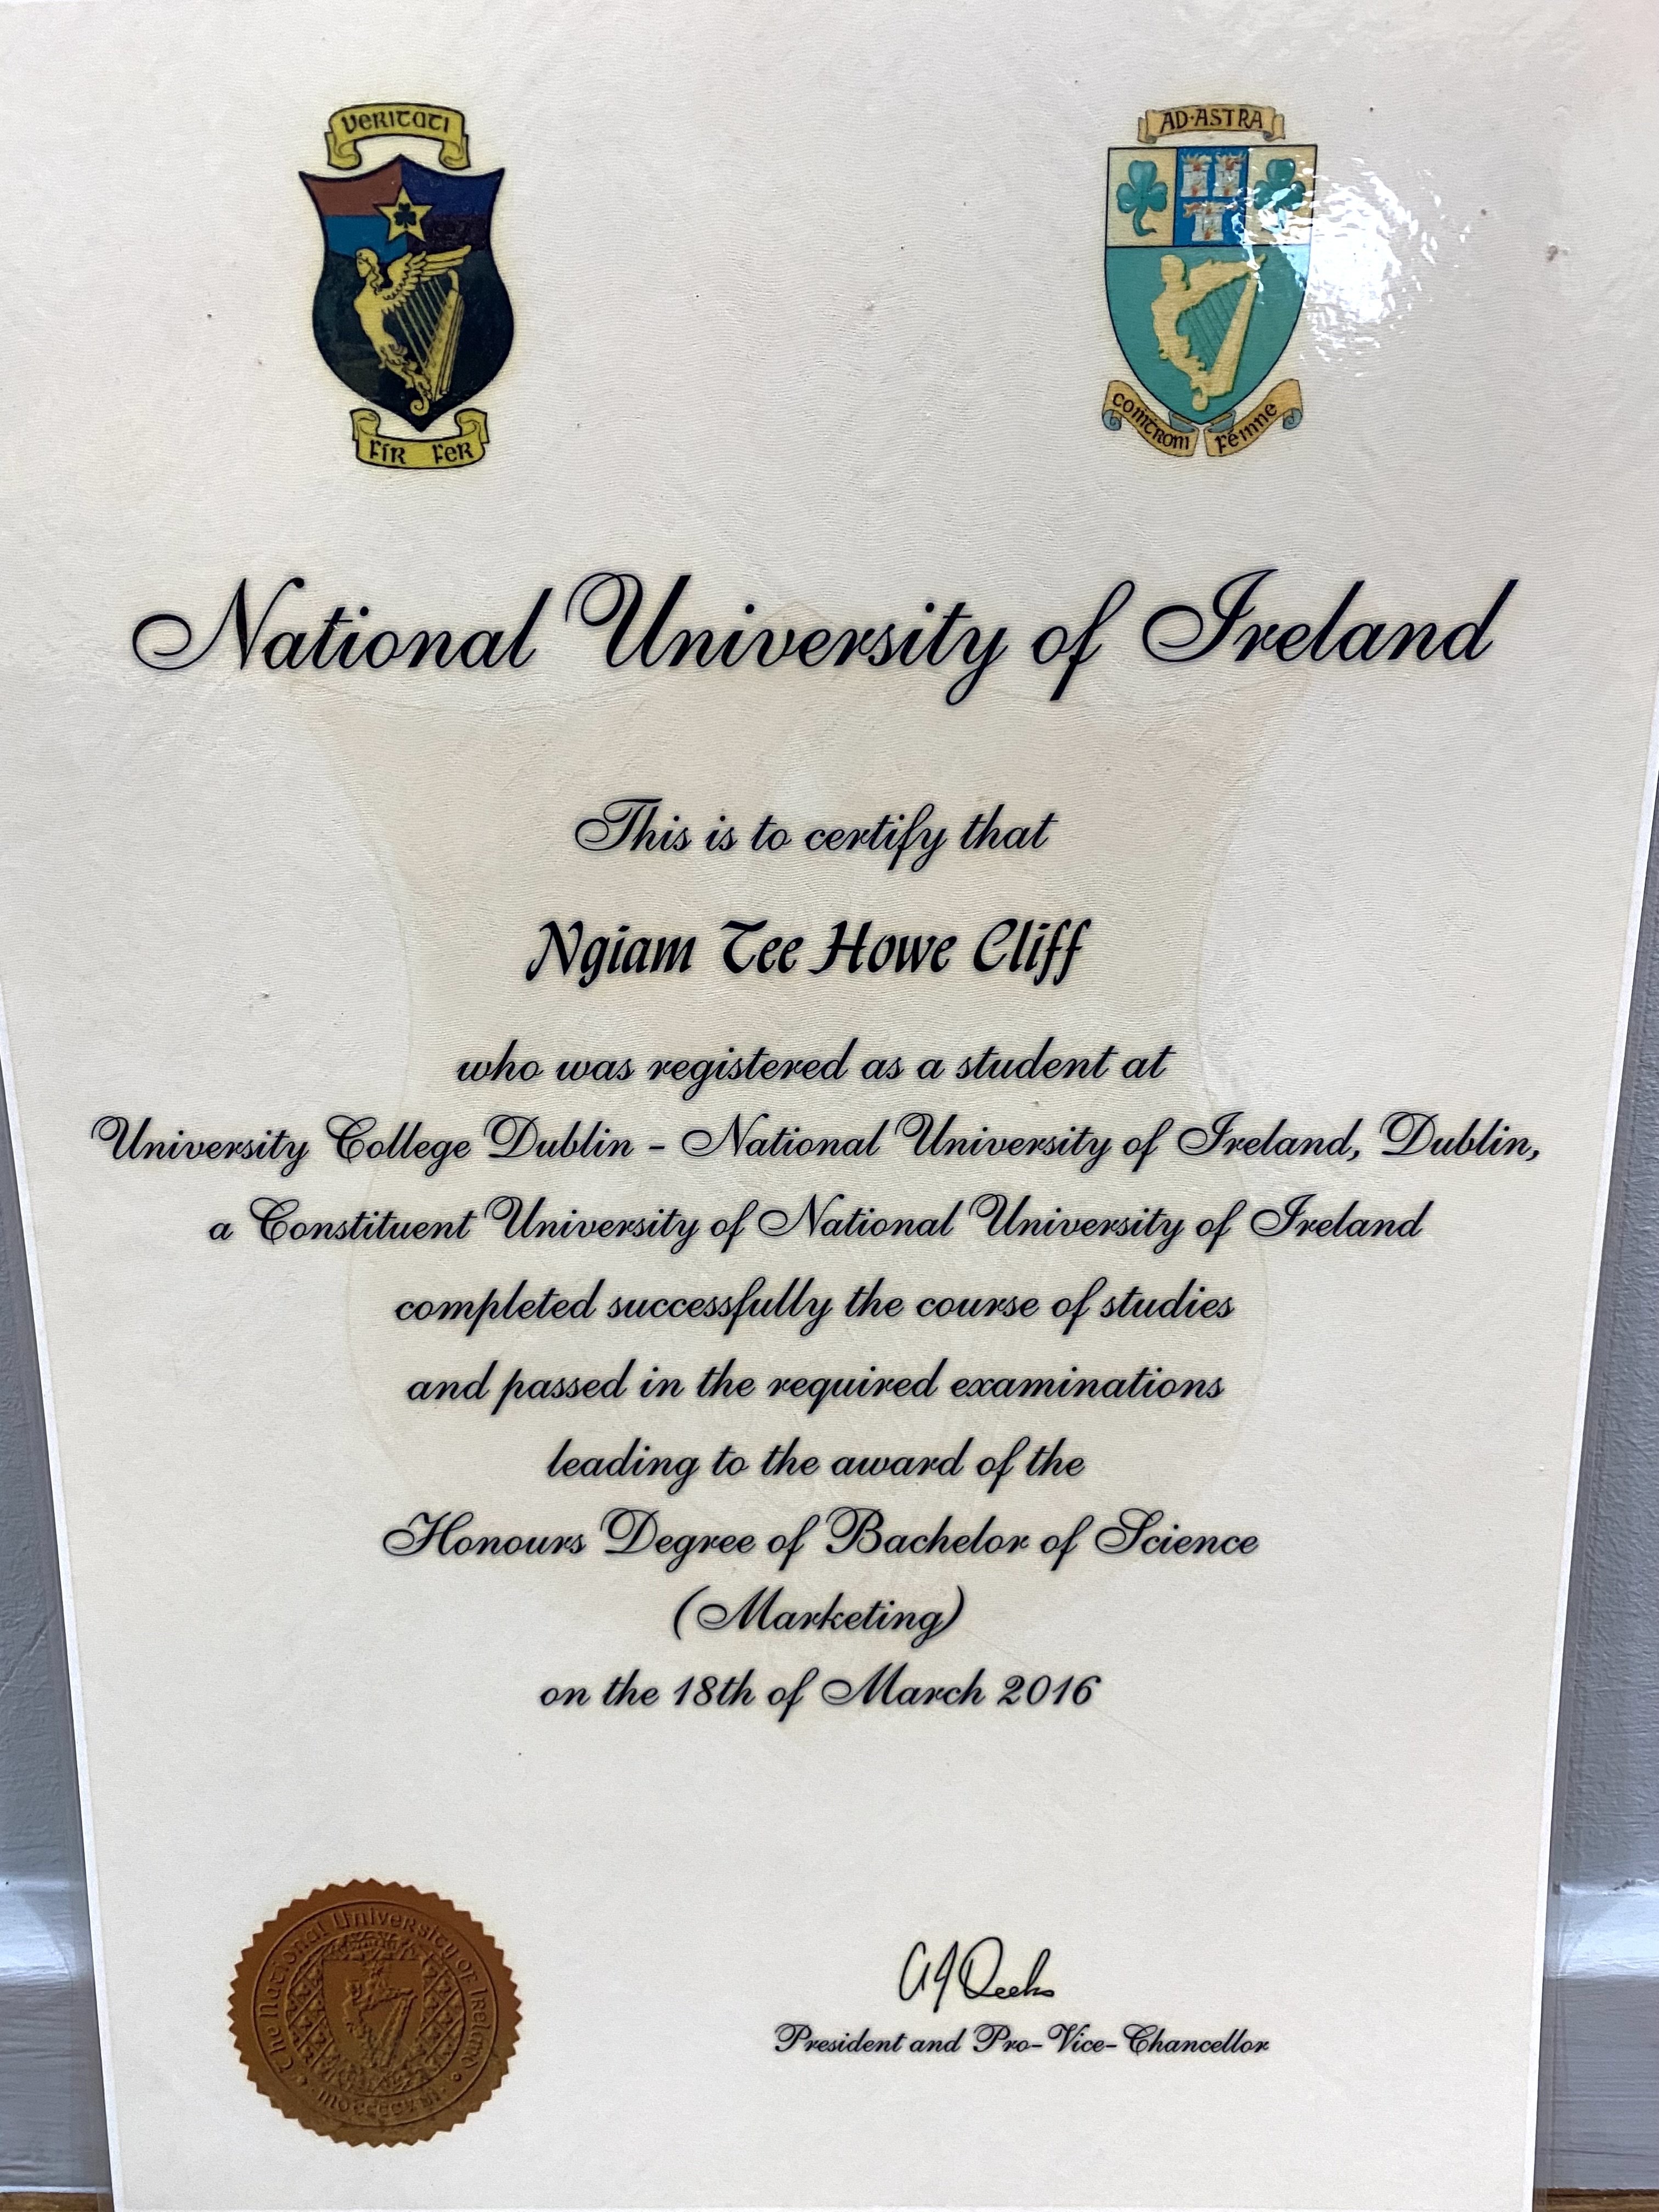 VERITATI
FÍR FER
AD·ASTRA
COMTROM FÉINNE
National University of Ireland
This is to certify that
Ngiam Tee Howe Cliff
who was registered as a student at
University College Dublin - National University of Ireland, Dublin,
a Constituent University of National University of Ireland
completed successfully the course of studies
and passed in the required examinations
leading to the award of the
Honours Degree of Bachelor of Science
(Marketing)
on the 18th of March 2016
The National University of Ireland
AJ Deeks
President and Pro-Vice-Chancellor